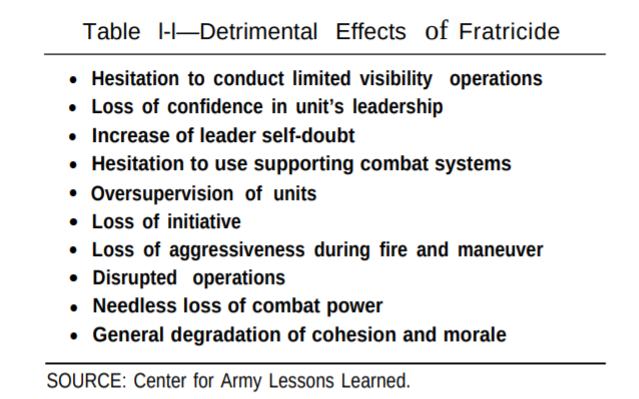 Table l-l—Detrimental Effects of Fratricide
• Hesitation to conduct limited visibility operations
• Loss of confidence in unit's leadership
• Increase of leader self-doubt
• Hesitation to use supporting combat systems
• Oversupervision of units
• Loss of initiative
• Loss of aggressiveness during fire and maneuver
• Disrupted operations
• Needless loss of combat power
• General degradation of cohesion and morale
SOURCE: Center for Army Lessons Learned.